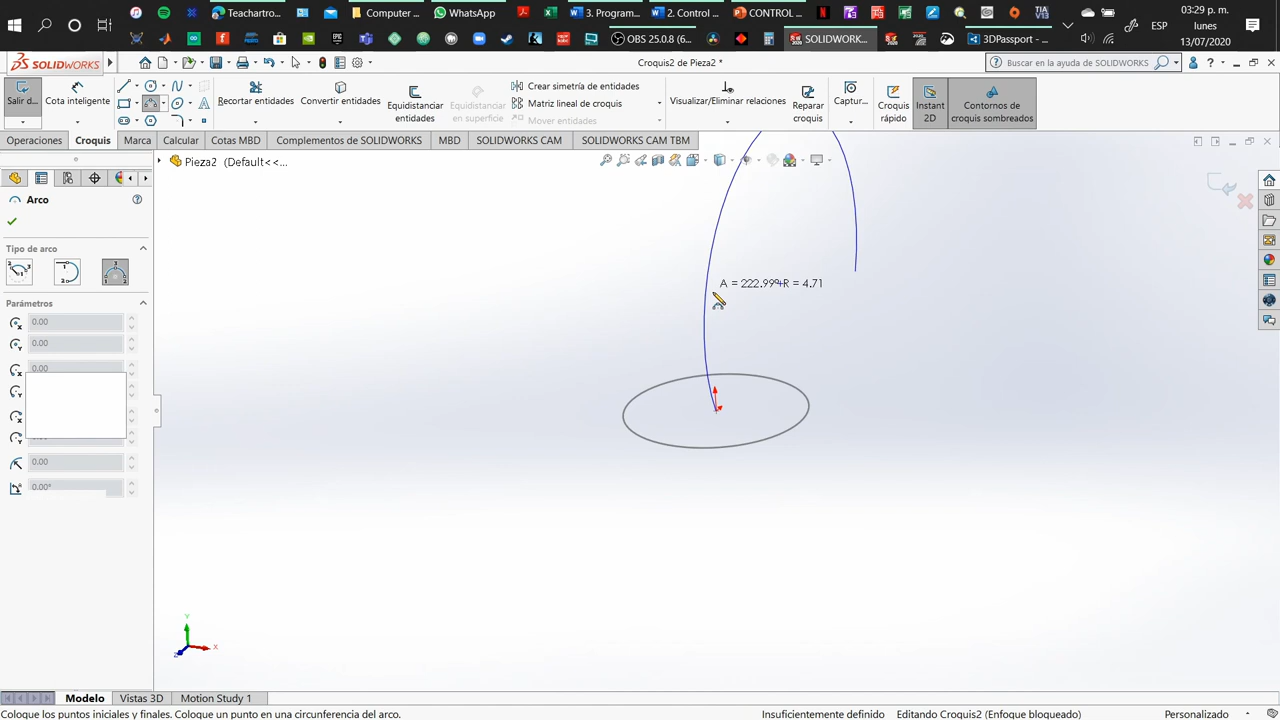 Teachartro...
Computer ...
WhatsApp
3. Program...
2. Control ...
CONTROL ...
ESP
03:29 p. m.
lunes
13/07/2020
OBS 25.0.8 (6...
SOLIDWORK...
3DPassport - ...
SOLIDWORKS
Croquis2 de Pieza2 *
Buscar en la ayuda de SOLIDWORKS
Salir d...
Cota inteligente
Recortar entidades
Convertir entidades
Equidistanciar
entidades
Equidistanciar
en superficie
Crear simetría de entidades
Matriz lineal de croquis
Mover entidades
Visualizar/Eliminar relaciones
Reparar
croquis
Captur...
Croquis
rápido
Instant
2D
Contornos de
croquis sombreados
Operaciones
Croquis
Marca
Calcular
Cotas MBD
Complementos de SOLIDWORKS
MBD
SOLIDWORKS CAM
SOLIDWORKS CAM TBM
Pieza2 (Default<<...
Arco
Tipo de arco
Parámetros
0.00
0.00
0.00
0.00
0.00°
A = 222.99°
R = 4.71
Y
X
Z
Modelo
Vistas 3D
Motion Study 1
Coloque los puntos iniciales y finales. Coloque un punto en una circunferencia del arco.
Insuficientemente definido
Editando Croquis2 (Enfoque bloqueado)
Personalizado